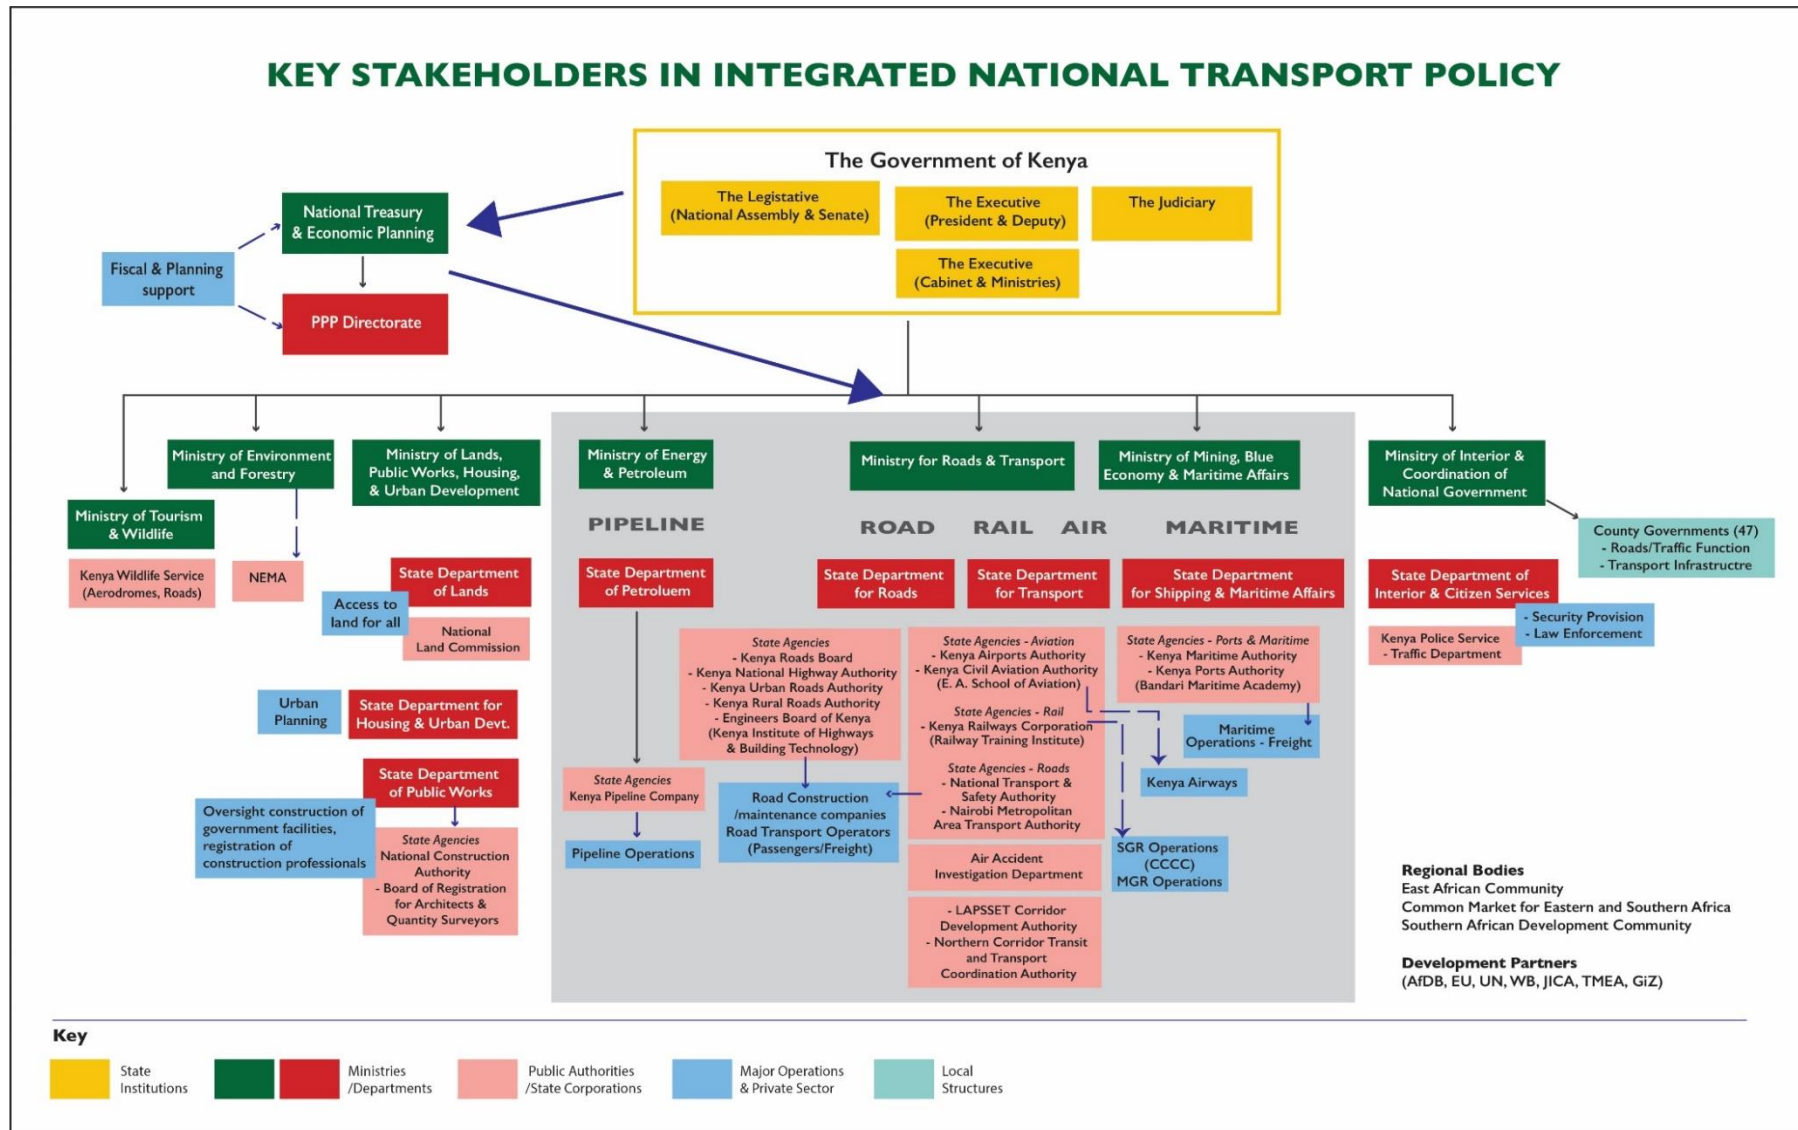 KEY STAKEHOLDERS IN INTEGRATED NATIONAL TRANSPORT POLICY
The Government of Kenya
The Legistative
(National Assembly & Senate)
The Executive
(President & Deputy)
The Judiciary
The Executive
(Cabinet & Ministries)
National Treasury
& Economic Planning
Fiscal & Planning
support
PPP Directorate
Ministry of Tourism
& Wildlife
Kenya Wildlife Service
(Aerodromes, Roads)
Ministry of Environment
and Forestry
NEMA
Ministry of Lands,
Public Works, Housing,
& Urban Development
State Department
of Lands
Access to
land for all
National
Land Commission
Urban
Planning
State Department for
Housing & Urban Devt.
State Department
of Public Works
Oversight construction of
government facilities,
registration of
construction professionals
State Agencies
National Construction
Authority
- Board of Registration
for Architects &
Quantity Surveyors
Ministry of Energy
& Petroleum
PIPELINE
State Department
of Petroluem
State Agencies
Kenya Pipeline Company
Pipeline Operations
Ministry for Roads & Transport
ROAD RAIL AIR
State Department
for Roads
State Agencies
- Kenya Roads Board
- Kenya National Highway Authority
- Kenya Urban Roads Authority
- Kenya Rural Roads Authority
- Engineers Board of Kenya
(Kenya Institute of Highways
& Building Technology)
Road Construction
/maintenance companies
Road Transport Operators
(Passengers/Freight)
State Department
for Transport
State Agencies - Aviation
- Kenya Airports Authority
- Kenya Civil Aviation Authority
(E. A. School of Aviation)
State Agencies - Rail
- Kenya Railways Corporation
(Railway Training Institute)
State Agencies - Roads
- National Transport &
Safety Authority
- Nairobi Metropolitan
Area Transport Authority
Air Accident
Investigation Department
- LAPSSET Corridor
Development Authority
- Northern Corridor Transit
and Transport
Coordination Authority
Ministry of Mining, Blue
Economy & Maritime Affairs
MARITIME
State Department
for Shipping & Maritime Affairs
State Agencies - Ports & Maritime
- Kenya Maritime Authority
- Kenya Ports Authority
(Bandari Maritime Academy)
Maritime
Operations - Freight
Kenya Airways
SGR Operations
(CCCC)
MGR Operations
Minsitry of Interior &
Coordination of
National Government
County Governments (47)
- Roads/Traffic Function
- Transport Infrastructre
State Department of
Interior & Citizen Services
- Security Provision
- Law Enforcement
Kenya Police Service
- Traffic Department
Regional Bodies
East African Community
Common Market for Eastern and Southern Africa
Southern African Development Community
Development Partners
(AfDB, EU, UN, WB, JICA, TMEA, GiZ)
Key
State
Institutions
Ministries
/Departments
Public Authorities
/State Corporations
Major Operations
& Private Sector
Local
Structures